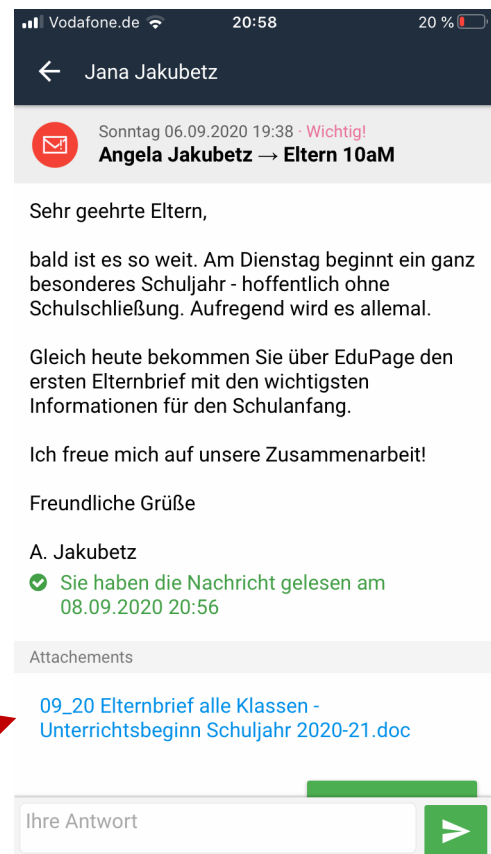 Vodafone.de 20:58 20 %
Jana Jakubetz
Sonntag 06.09.2020 19:38 · Wichtig!
Angela Jakubetz → Eltern 10aM
Sehr geehrte Eltern,
bald ist es so weit. Am Dienstag beginnt ein ganz
besonderes Schuljahr - hoffentlich ohne
Schulschließung. Aufregend wird es allemal.
Gleich heute bekommen Sie über EduPage den
ersten Elternbrief mit den wichtigsten
Informationen für den Schulanfang.
Ich freue mich auf unsere Zusammenarbeit!
Freundliche Grüße
A. Jakubetz
Sie haben die Nachricht gelesen am
08.09.2020 20:56
Attachements
09_20 Elternbrief alle Klassen -
Unterrichtsbeginn Schuljahr 2020-21.doc
Ihre Antwort